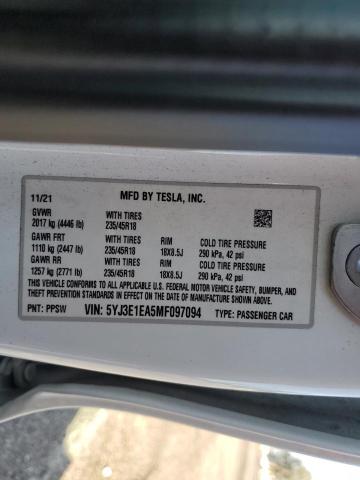 11/21 MFD BY TESLA, INC.
GVWR WITH TIRES
2017 kg (4446 lb) 235/45R18
GAWR FRT WITH TIRES RIM COLD TIRE PRESSURE
1110 kg (2447 lb) 235/45R18 18X8.5J 290 kPa, 42 psi
GAWR RR WITH TIRES RIM COLD TIRE PRESSURE
1257 kg (2771 lb) 235/45R18 18X8.5J 290 kPa, 42 psi
THIS VEHICLE CONFORMS TO ALL APPLICABLE U.S. FEDERAL MOTOR VEHICLE SAFETY, BUMPER, AND
THEFT PREVENTION STANDARDS IN EFFECT ON THE DATE OF MANUFACTURE SHOWN ABOVE.
PNT: PPSW VIN: 5YJ3E1EA5MF097094 TYPE: PASSENGER CAR